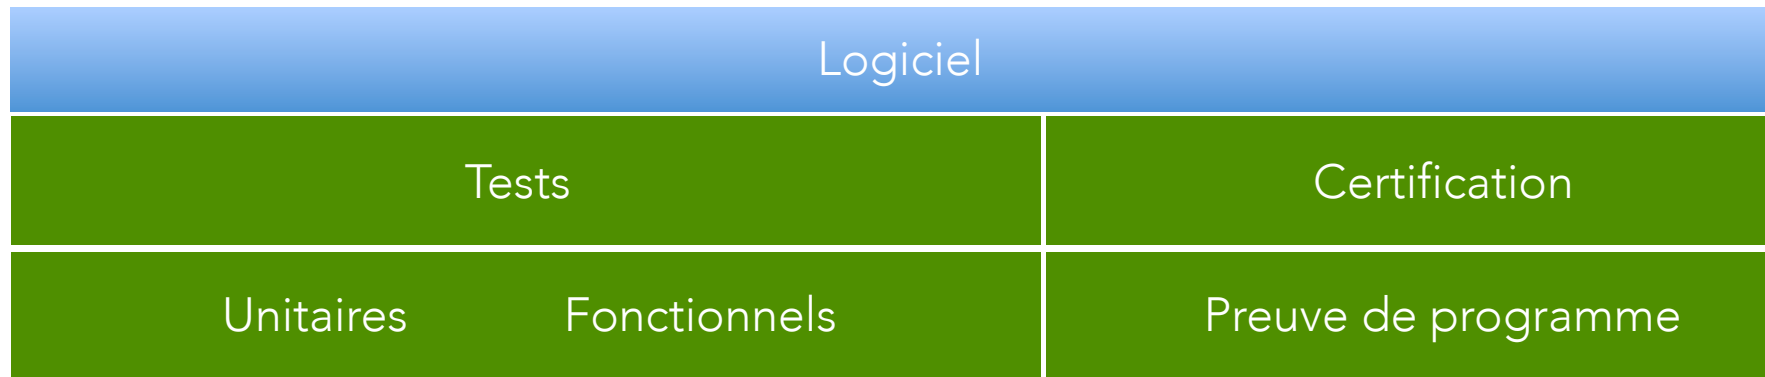 Logiciel
Tests Certification
Unitaires Fonctionnels Preuve de programme